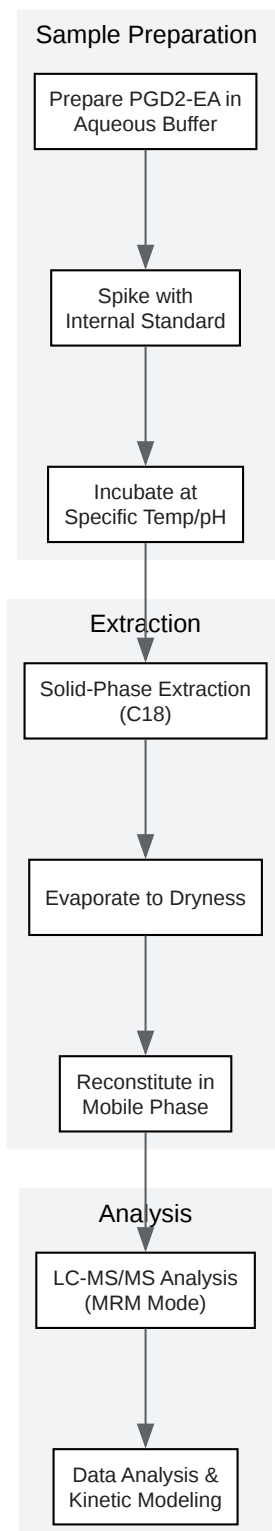 Sample Preparation
Prepare PGD2-EA in
Aqueous Buffer
Spike with
Internal Standard
Incubate at
Specific Temp/pH
Extraction
Solid-Phase Extraction
(C18)
Evaporate to Dryness
Reconstitute in
Mobile Phase
Analysis
LC-MS/MS Analysis
(MRM Mode)
Data Analysis &
Kinetic Modeling